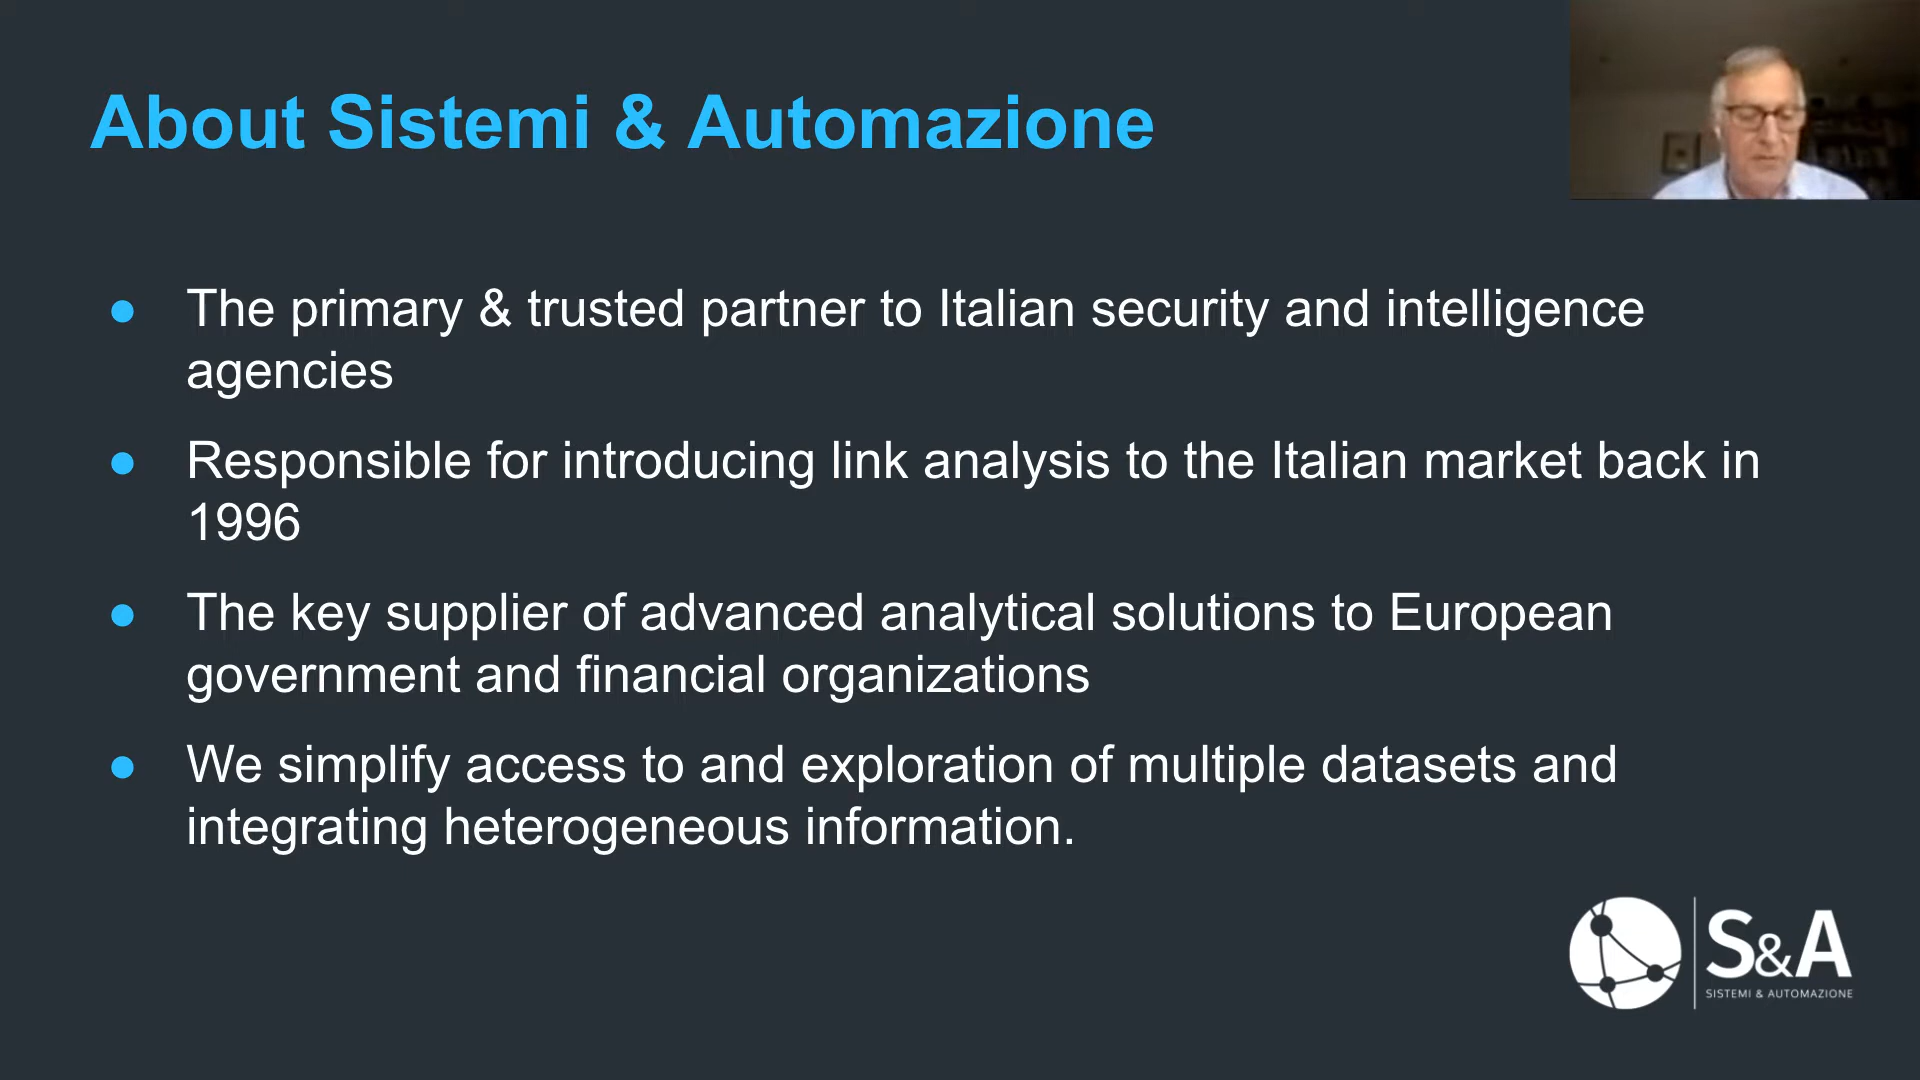 About Sistemi & Automazione
● The primary & trusted partner to Italian security and intelligence
agencies
● Responsible for introducing link analysis to the Italian market back in
1996
● The key supplier of advanced analytical solutions to European
government and financial organizations
● We simplify access to and exploration of multiple datasets and
integrating heterogeneous information.
S&A
SISTEMI & AUTOMAZIONE